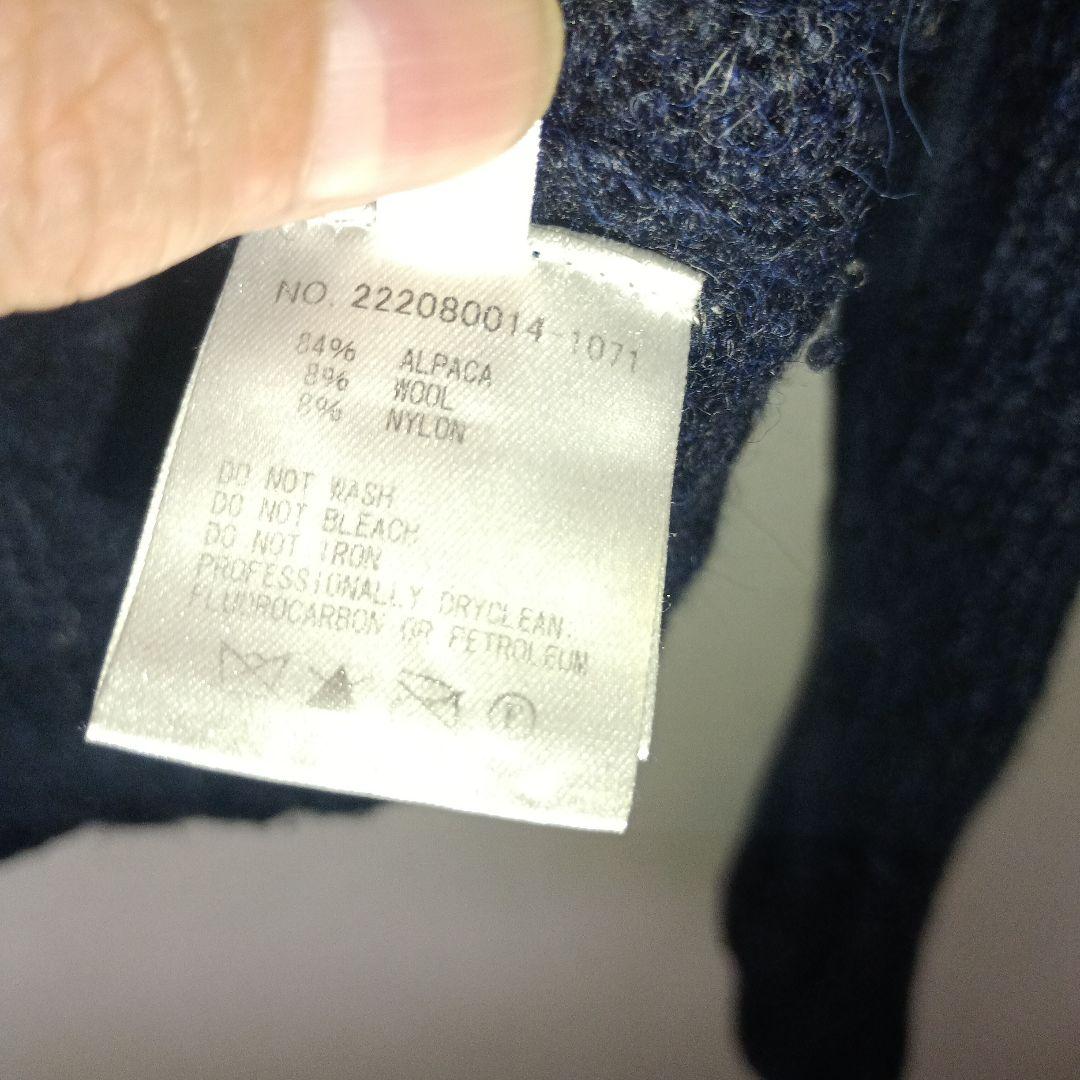 NO. 222080014-1071
84% ALPACA
8% WOOL
8% NYLON
DO NOT WASH
DO NOT BLEACH
DO NOT IRON
PROFESSIONALLY DRYCLEAN.
FLUOROCARBON OR PETROLEUM